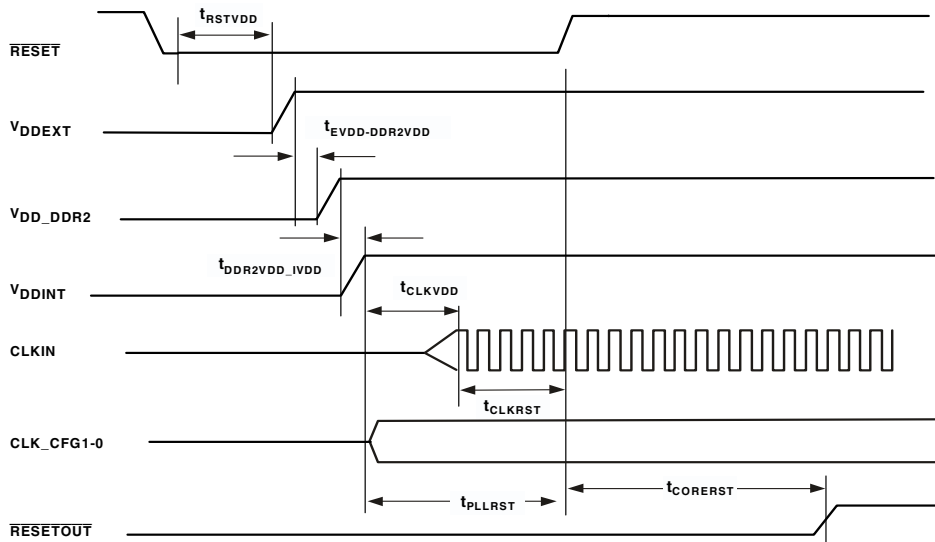 tRSTVDD
RESET
VDDEXT
tEVDD-DDR2VDD
VDD_DDR2
tDDR2VDD_IVDD
VDDINT
tCLKVDD
CLKIN
tCLKRST
CLK_CFG1-0
tPLLRST
tCORERST
RESETOUT